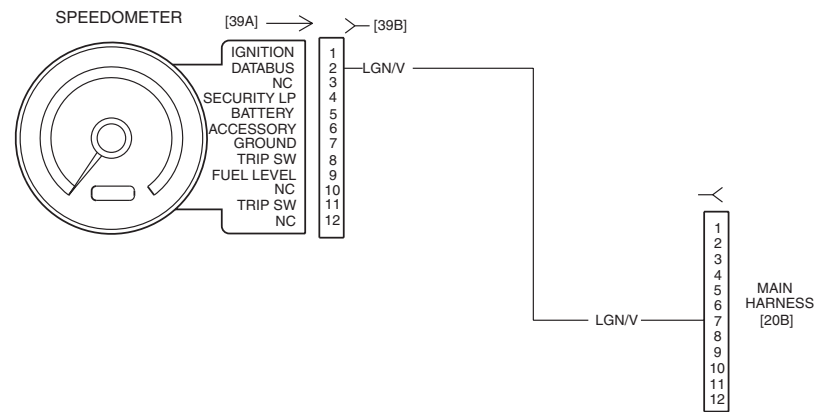 SPEEDOMETER
[39A]
[39B]
IGNITION 1
DATABUS 2 LGN/V
NC 3
SECURITY LP 4
BATTERY 5
ACCESSORY 6
GROUND 7
TRIP SW 8
FUEL LEVEL 9
NC 10
TRIP SW 11
NC 12
1
2
3
4
5
6
LGN/V 7
8
9
10
11
12
MAIN
HARNESS
[20B]